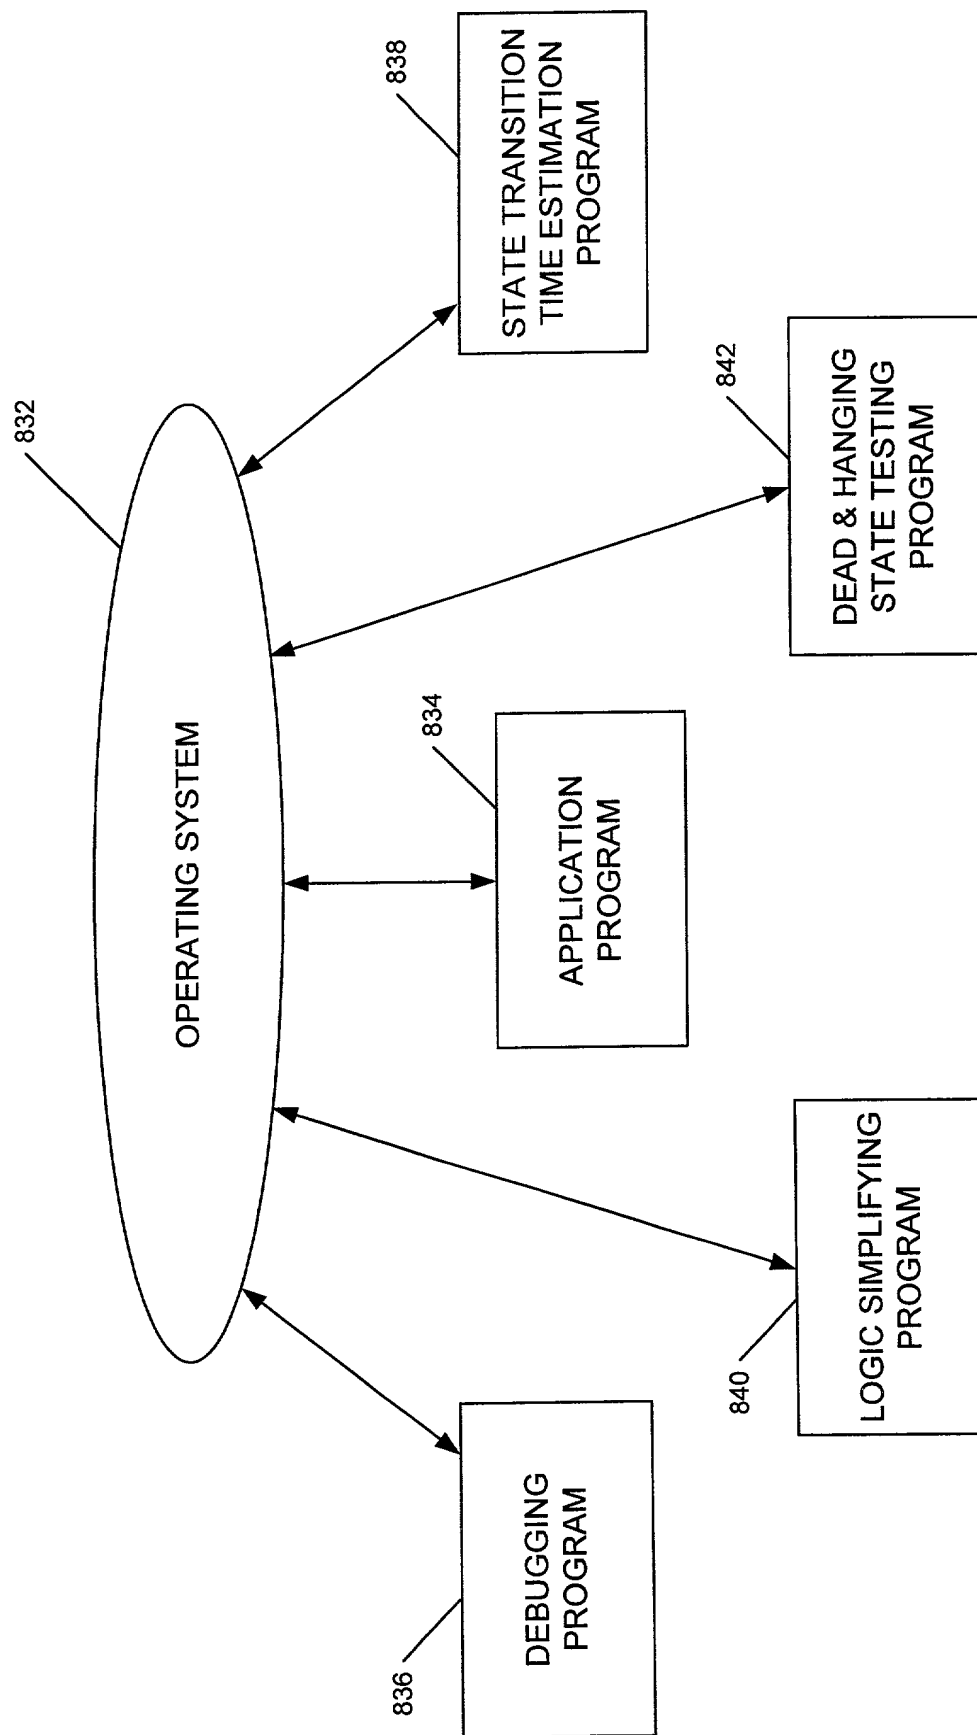 832
OPERATING SYSTEM
836
DEBUGGING
PROGRAM
840
LOGIC SIMPLIFYING
PROGRAM
834
APPLICATION
PROGRAM
842
DEAD & HANGING
STATE TESTING
PROGRAM
838
STATE TRANSITION
TIME ESTIMATION
PROGRAM